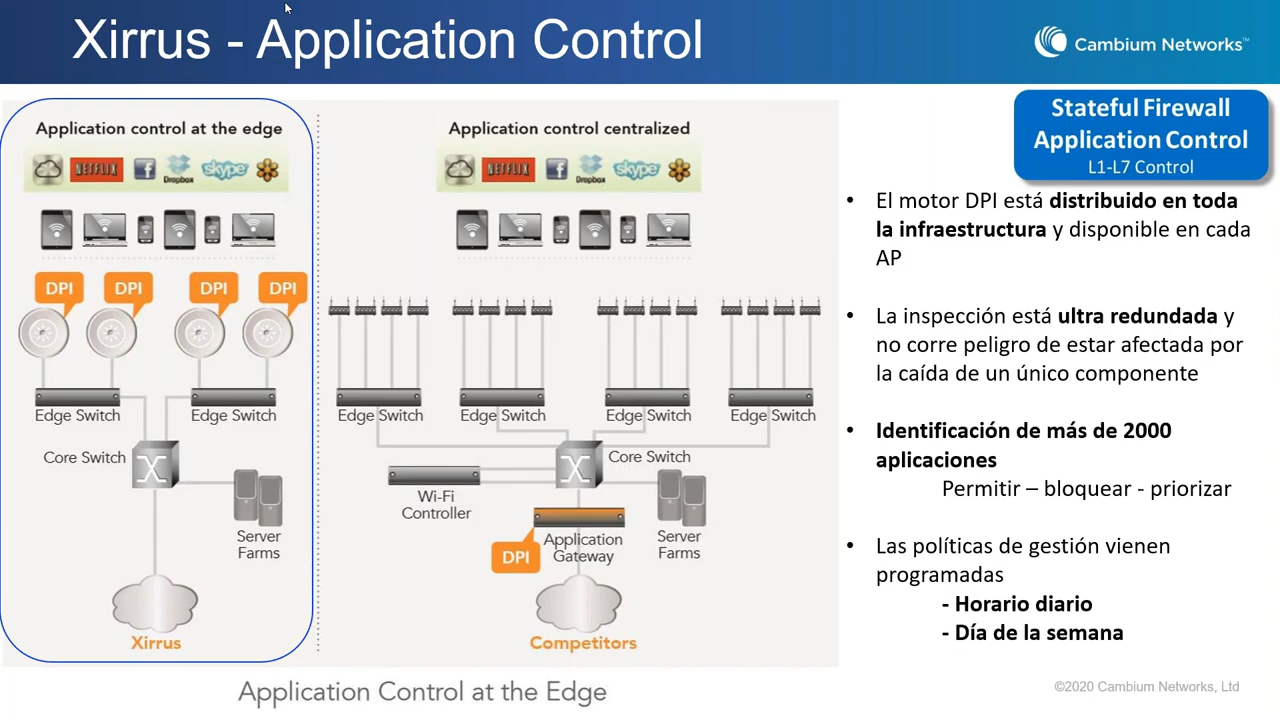 Xirrus - Application Control
Cambium Networks™
Stateful Firewall
Application Control
L1-L7 Control
Application control at the edge
NETFLIX
f
Dropbox
skype
DPI
DPI
DPI
DPI
Edge Switch
Edge Switch
Core Switch
Server
Farms
Xirrus
Application control centralized
NETFLIX
f
Dropbox
skype
Edge Switch
Edge Switch
Edge Switch
Edge Switch
Core Switch
Wi-Fi
Controller
DPI
Application
Gateway
Server
Farms
Competitors
Application Control at the Edge
• El motor DPI está distribuido en toda
la infraestructura y disponible en cada
AP
• La inspección está ultra redundada y
no corre peligro de estar afectada por
la caída de un único componente
• Identificación de más de 2000
aplicaciones
Permitir – bloquear - priorizar
• Las políticas de gestión vienen
programadas
- Horario diario
- Día de la semana
©2020 Cambium Networks, Ltd